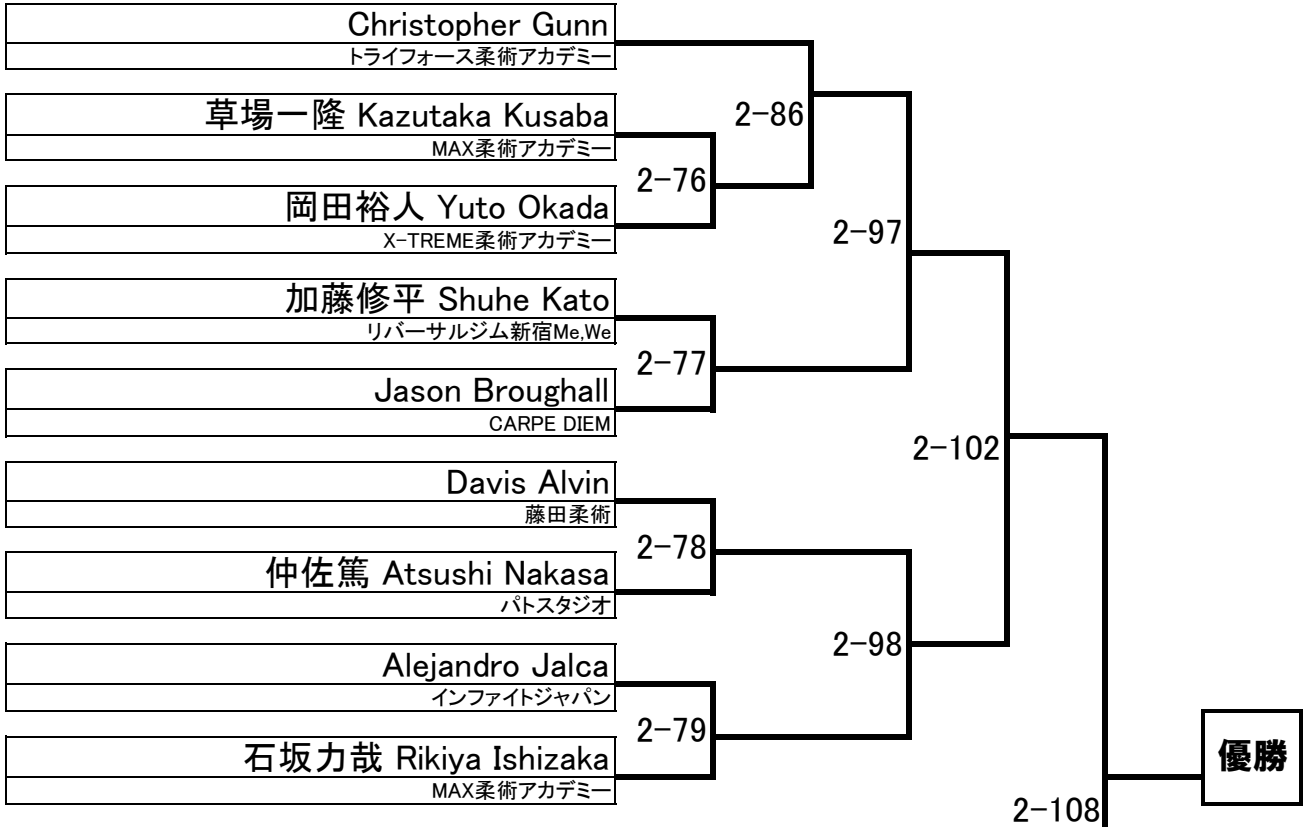 Christopher Gunn
トライフォース柔術アカデミー
草場一隆 Kazutaka Kusaba
MAX柔術アカデミー
2-86
2-76
岡田裕人 Yuto Okada
X-TREME柔術アカデミー
2-97
加藤修平 Shuhe Kato
リバーサルジム新宿Me,We
2-77
Jason Broughall
CARPE DIEM
2-102
Davis Alvin
藤田柔術
2-78
仲佐篤 Atsushi Nakasa
パトスタジオ
2-98
Alejandro Jalca
インファイトジャパン
2-79
石坂力哉 Rikiya Ishizaka
MAX柔術アカデミー
優勝
2-108